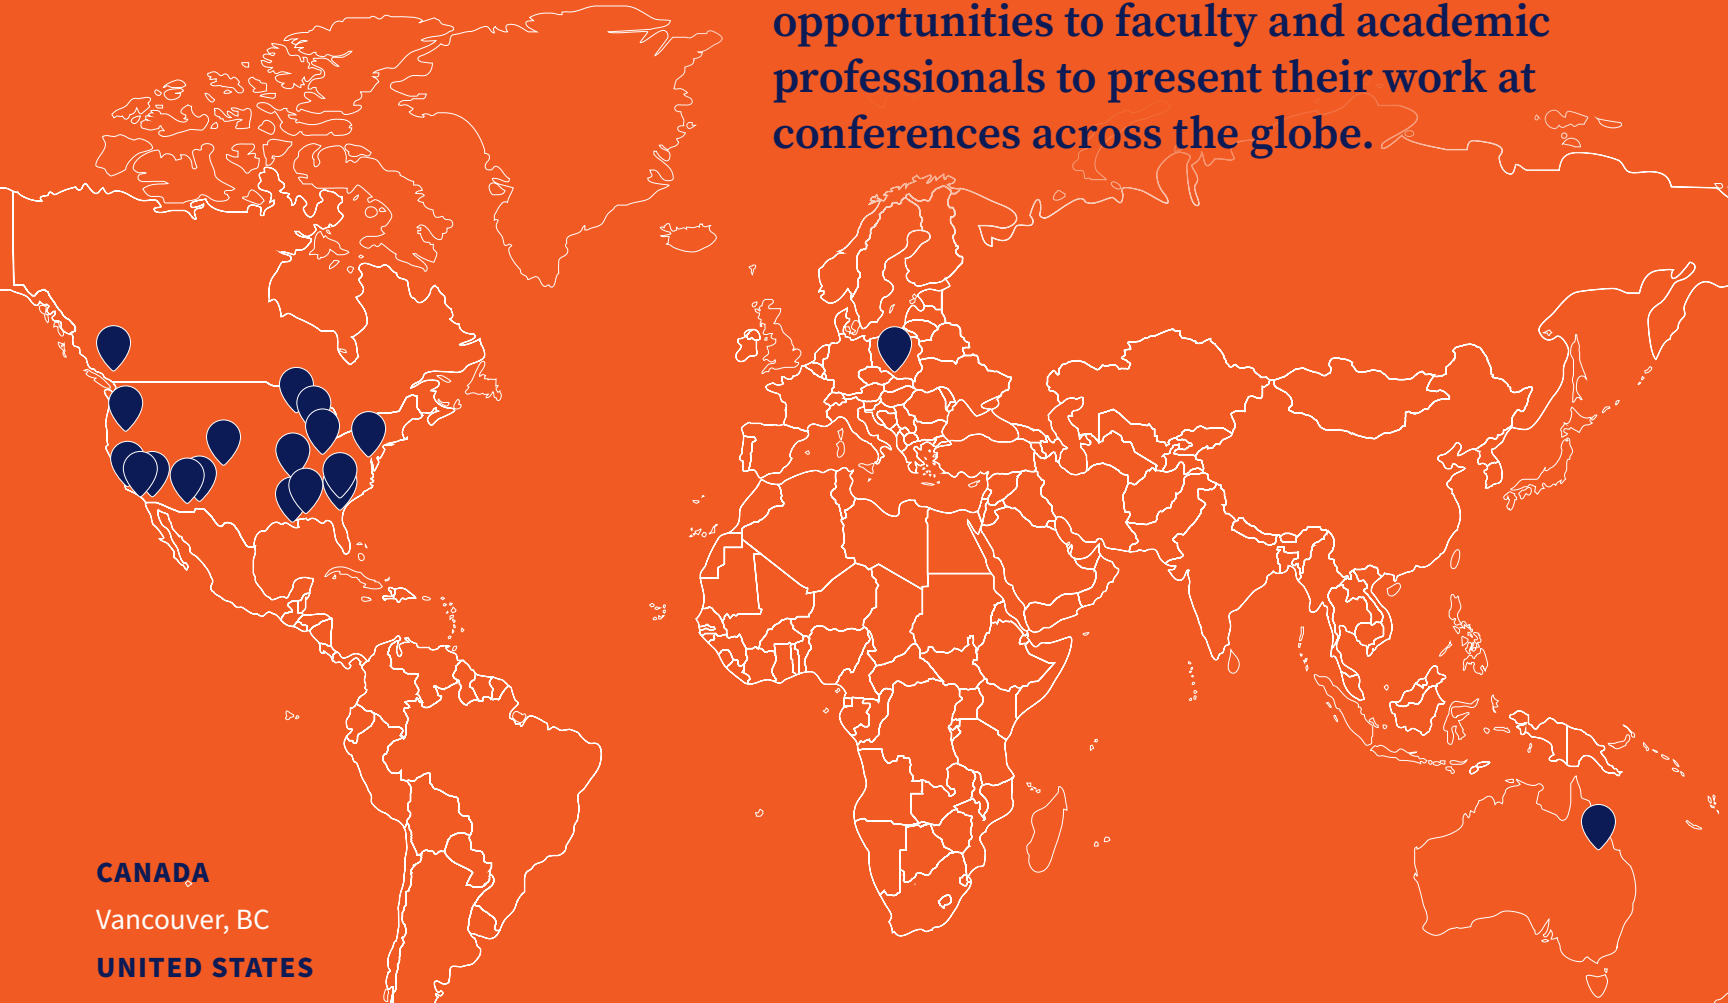 opportunities to faculty and academic
professionals to present their work at
conferences across the globe.
CANADA
Vancouver, BC
UNITED STATES